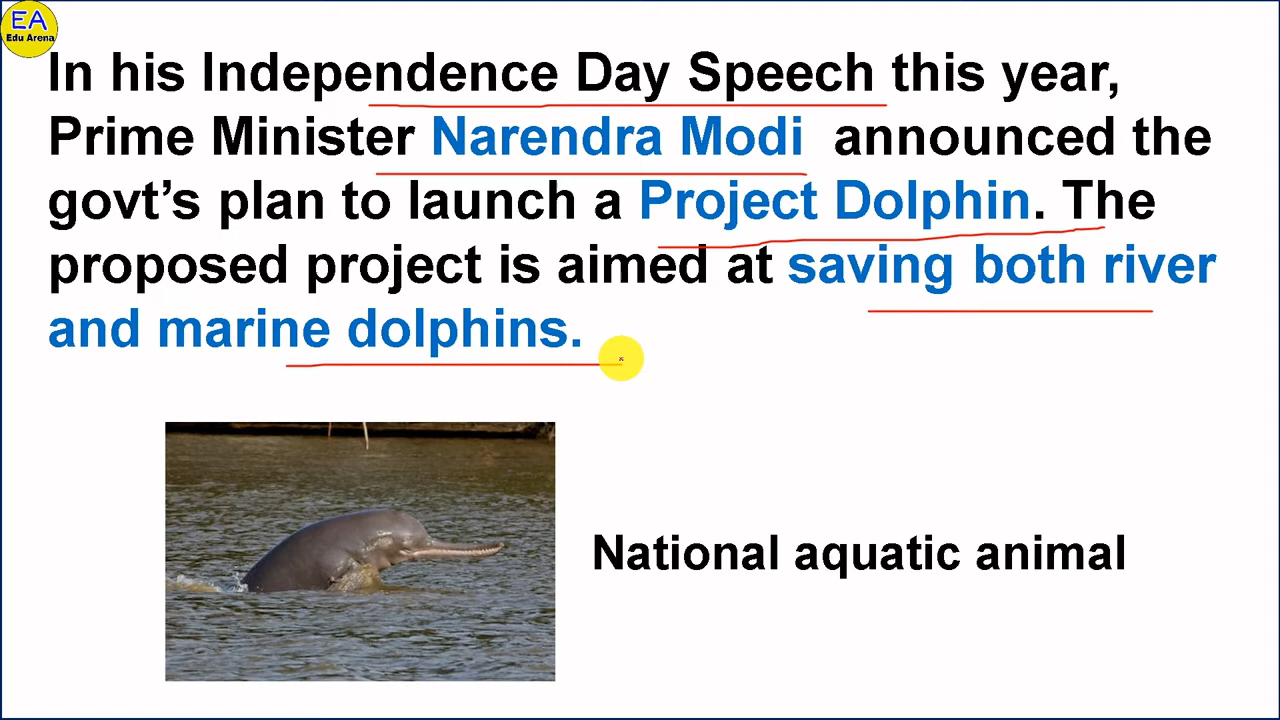 EA
Edu Arena
In his Independence Day Speech this year,
Prime Minister Narendra Modi announced the
govt’s plan to launch a Project Dolphin. The
proposed project is aimed at saving both river
and marine dolphins.
National aquatic animal